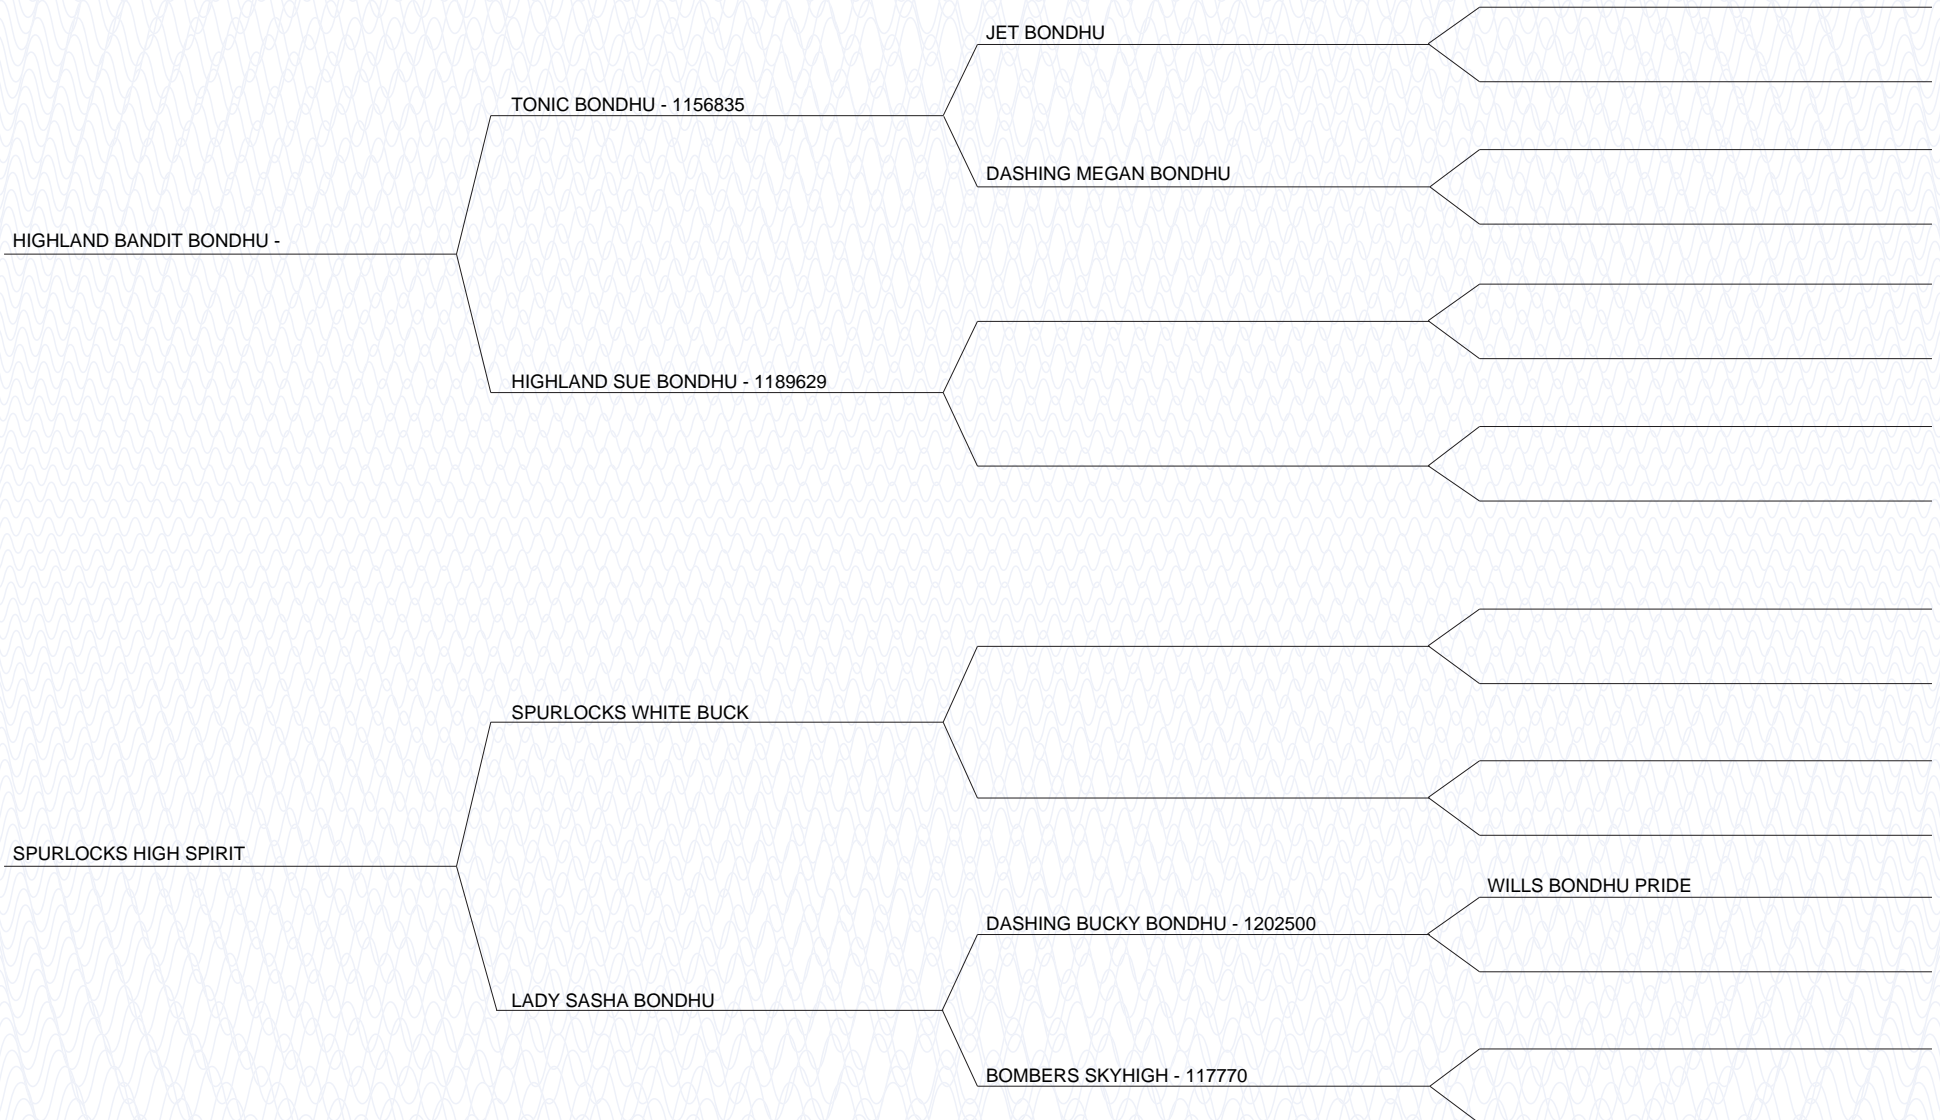 JET BONDHU
TONIC BONDHU - 1156835
DASHING MEGAN BONDHU
HIGHLAND BANDIT BONDHU -
HIGHLAND SUE BONDHU - 1189629
SPURLOCKS WHITE BUCK
SPURLOCKS HIGH SPIRIT
WILLS BONDHU PRIDE
DASHING BUCKY BONDHU - 1202500
LADY SASHA BONDHU
BOMBERS SKYHIGH - 117770